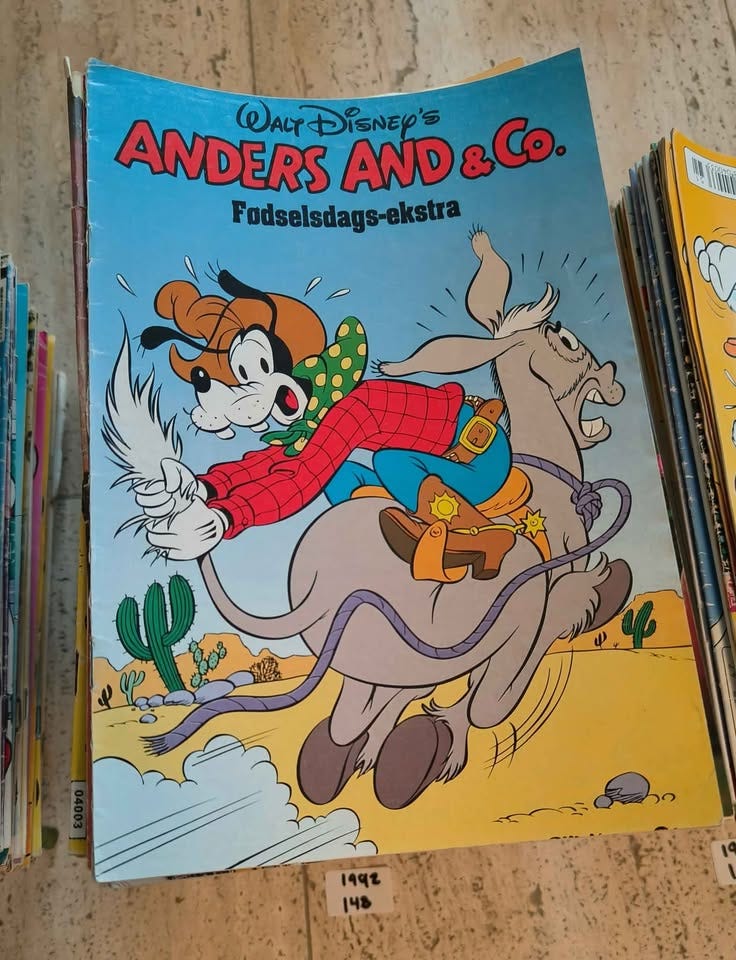 WALT DISNEY'S
ANDERS AND & Co.
Fødselsdags-ekstra
04003
1992
148